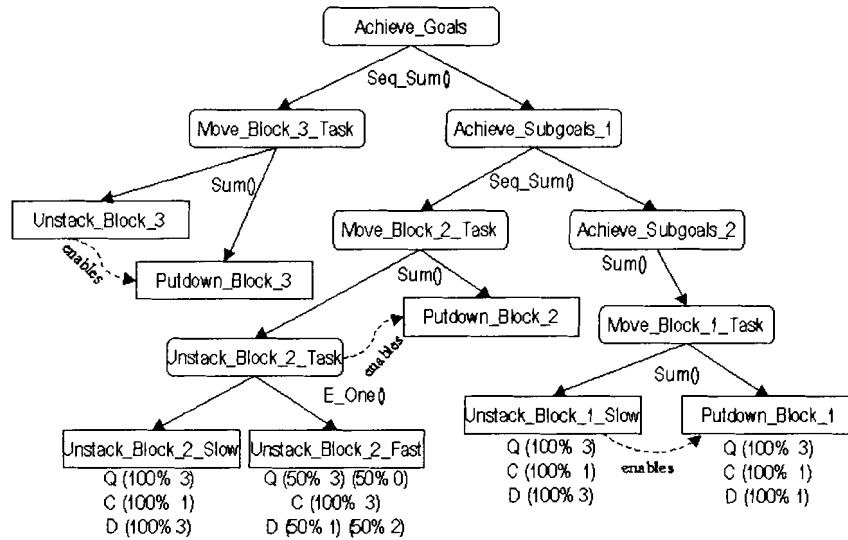 Achieve_Goals
Seq_Sum()
Move_Block_3_Task
Achieve_Subgoals_1
Sum()
Seq_Sum()
Unstack_Block_3
Move_Block_2_Task
Achieve_Subgoals_2
enables
Putdown_Block_3
Sum()
Sum()
Unstack_Block_2_Task
enables
Putdown_Block_2
Move_Block_1_Task
E_One()
Sum()
Unstack_Block_2_Slow
Unstack_Block_2_Fast
Unstack_Block_1_Slow
Putdown_Block_1
Q (100% 3)
C (100% 1)
D (100% 3)
Q (50% 3) (50% 0)
C (100% 3)
D (50% 1) (50% 2)
Q (100% 3)
C (100% 1)
D (100% 3)
enables
Q (100% 3)
C (100% 1)
D (100% 1)